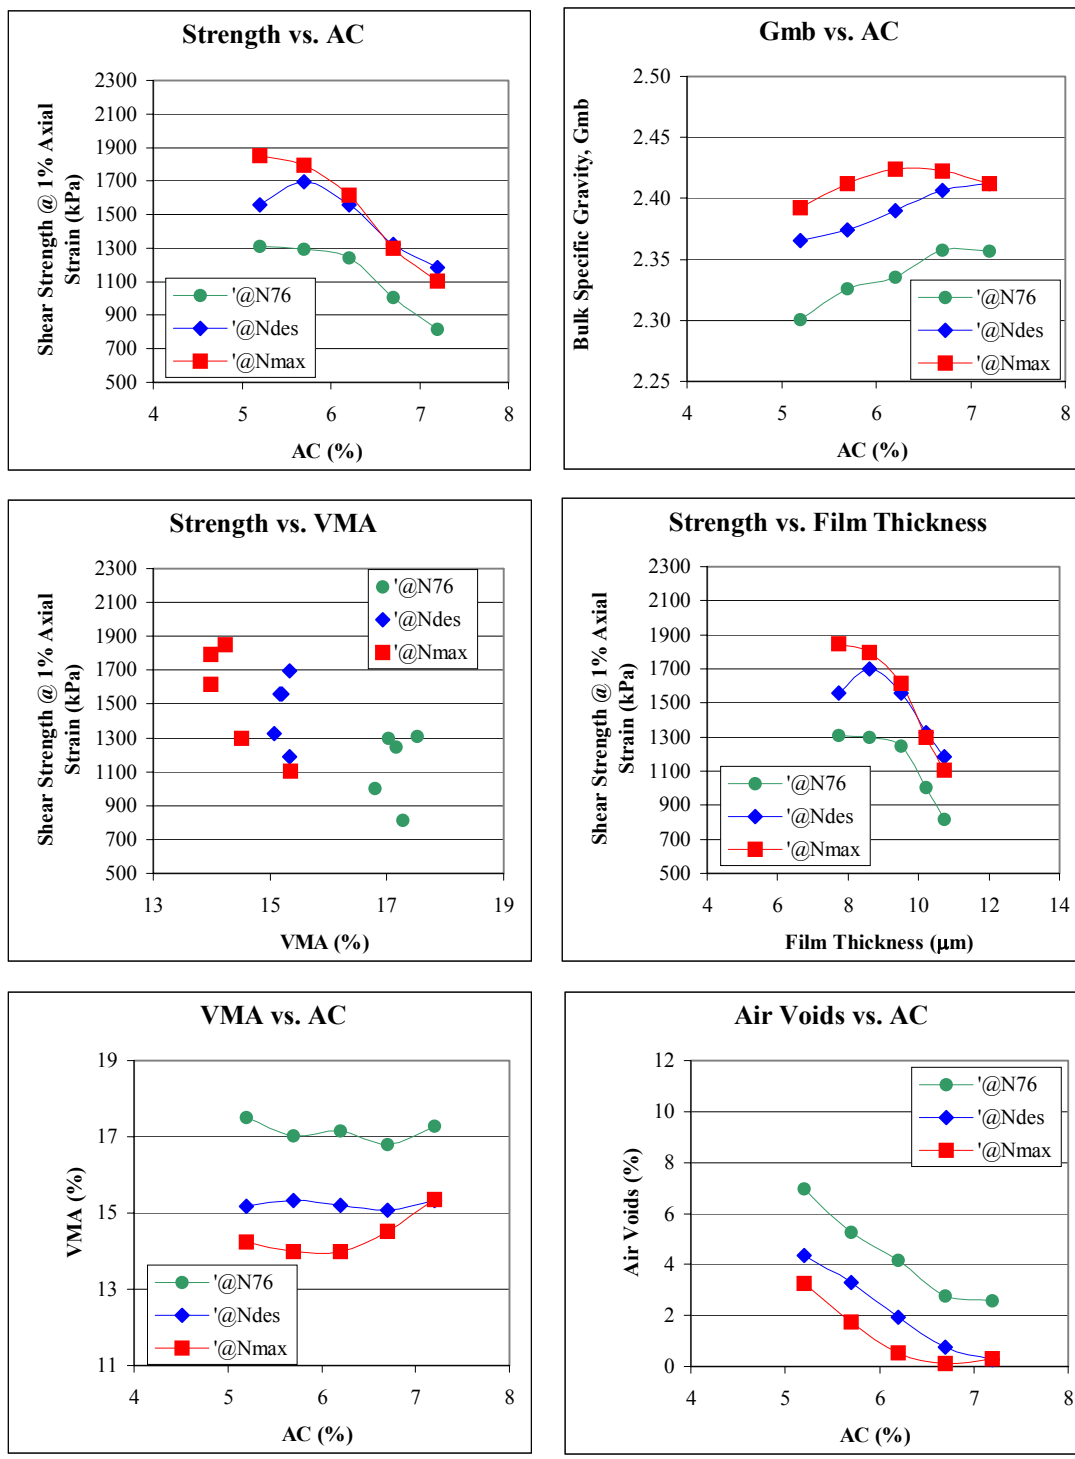 Strength vs. AC
Shear Strength @ 1% Axial
Strain (kPa)
2300
2100
1900
1700
1500
1300
1100
900
700
500
'@N76
'@Ndes
'@Nmax
4 5 6 7 8
AC (%)
Gmb vs. AC
Bulk Specific Gravity, Gmb
2.50
2.45
2.40
2.35
2.30
2.25
'@N76
'@Ndes
'@Nmax
4 5 6 7 8
AC (%)
Strength vs. VMA
Shear Strength @ 1% Axial
Strain (kPa)
2300
2100
1900
1700
1500
1300
1100
900
700
500
'@N76
'@Ndes
'@Nmax
13 15 17 19
VMA (%)
Strength vs. Film Thickness
Shear Strength @ 1% Axial
Strain (kPa)
2300
2100
1900
1700
1500
1300
1100
900
700
500
'@N76
'@Ndes
'@Nmax
4 6 8 10 12 14
Film Thickness (μm)
VMA vs. AC
VMA (%)
19
17
15
13
11
'@N76
'@Ndes
'@Nmax
4 5 6 7 8
AC (%)
Air Voids vs. AC
Air Voids (%)
12
10
8
6
4
2
0
'@N76
'@Ndes
'@Nmax
4 5 6 7 8
AC (%)